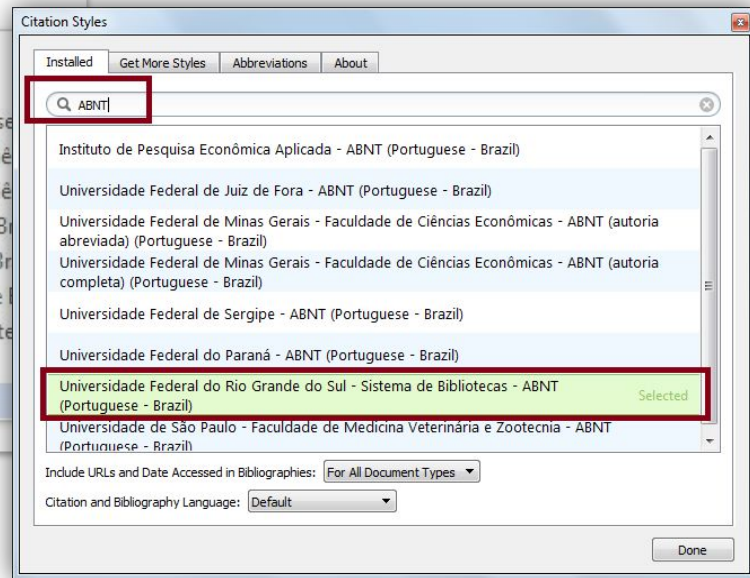 Citation Styles
Installed
Get More Styles
Abbreviations
About
ABNT
Instituto de Pesquisa Econômica Aplicada - ABNT (Portuguese - Brazil)
Universidade Federal de Juiz de Fora - ABNT (Portuguese - Brazil)
Universidade Federal de Minas Gerais - Faculdade de Ciências Econômicas - ABNT (autoria
abreviada) (Portuguese - Brazil)
Universidade Federal de Minas Gerais - Faculdade de Ciências Econômicas - ABNT (autoria
completa) (Portuguese - Brazil)
Universidade Federal de Sergipe - ABNT (Portuguese - Brazil)
Universidade Federal do Paraná - ABNT (Portuguese - Brazil)
Universidade Federal do Rio Grande do Sul - Sistema de Bibliotecas - ABNT
(Portuguese - Brazil)
Selected
Universidade de São Paulo - Faculdade de Medicina Veterinária e Zootecnia - ABNT
(Portuguese - Brazil)
Include URLs and Date Accessed in Bibliographies: For All Document Types
Citation and Bibliography Language: Default
Done